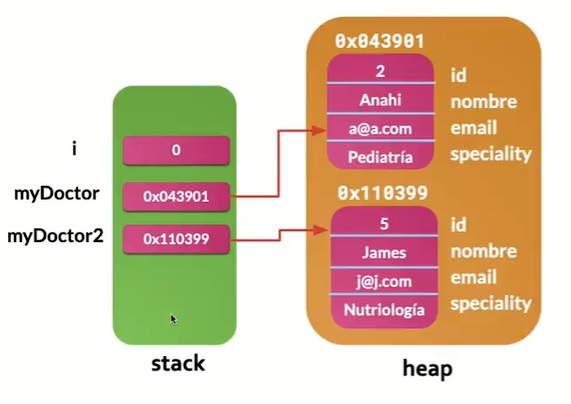 i
0
myDoctor
0x043901
myDoctor2
0x110399
stack
0x043901
2
id
Anahi
nombre
a@a.com
email
Pediatría
speciality
0x110399
5
id
James
nombre
j@j.com
email
Nutriología
speciality
heap